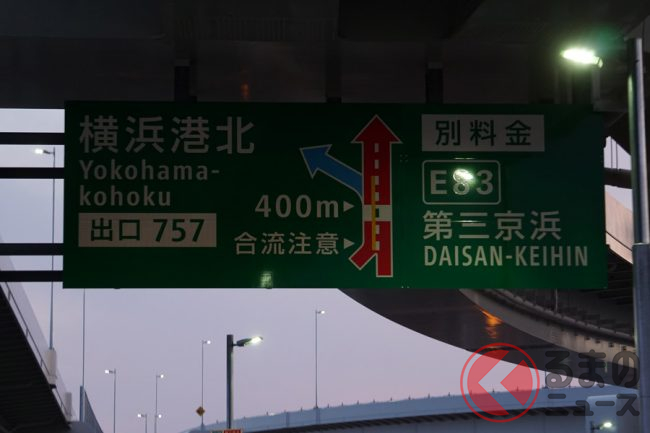 横浜港北
Yokohama-
kohoku
出口 757
400m
合流注意
別料金
E83
第三京浜
DAISAN-KEIHIN
くるまの
ニュース